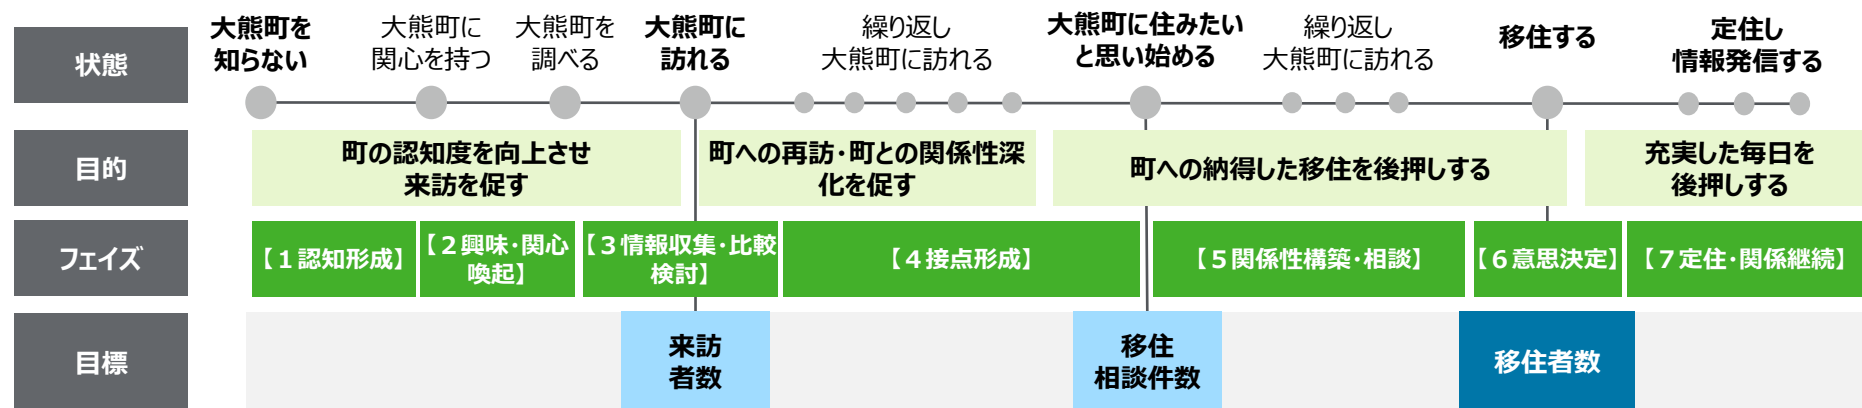 状態
大熊町を
知らない
大熊町に
関心を持つ
大熊町を
調べる
大熊町に
訪れる
繰り返し
大熊町に訪れる
大熊町に住みたい
と思い始める
繰り返し
大熊町に訪れる
移住する
定住し
情報発信する
目的
町の認知度を向上させ
来訪を促す
町への再訪・町との関係性深
化を促す
町への納得した移住を後押しする
充実した毎日を
後押しする
フェイズ
【１認知形成】
【２興味・関心
喚起】
【３情報収集・比較
検討】
【４接点形成】
【５関係性構築・相談】
【６意思決定】
【７定住・関係継続】
目標
来訪
者数
移住
相談件数
移住者数